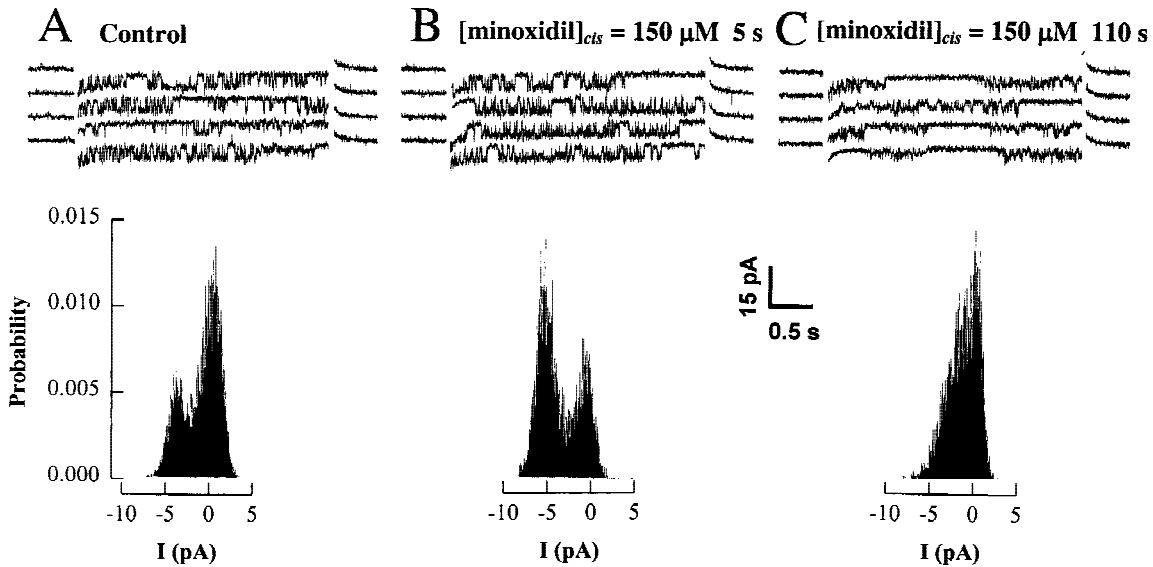 A Control
B [minoxidil]cis = 150 μM 5 s
C [minoxidil]cis = 150 μM 110 s
15 pA
0.5 s
Probability
0.015
0.010
0.005
0.000
-10 -5 0 5
I (pA)
-10 -5 0 5
I (pA)
-10 -5 0 5
I (pA)